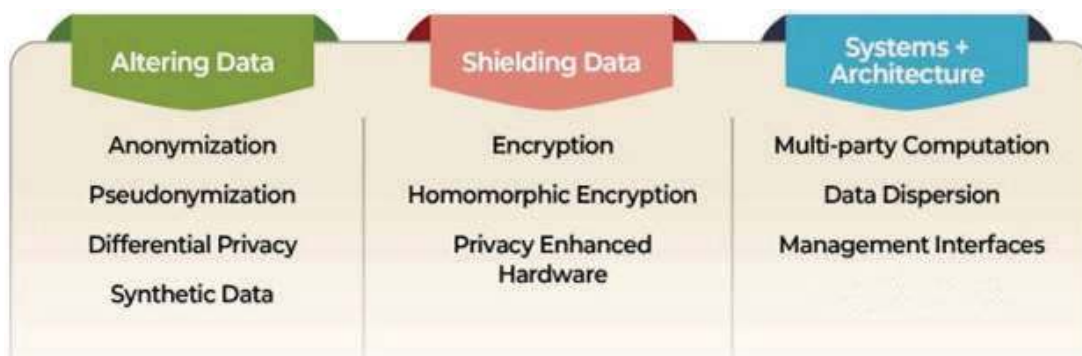 Altering Data
Anonymization
Pseudonymization
Differential Privacy
Synthetic Data
Shielding Data
Encryption
Homomorphic Encryption
Privacy Enhanced
Hardware
Systems +
Architecture
Multi-party Computation
Data Dispersion
Management Interfaces